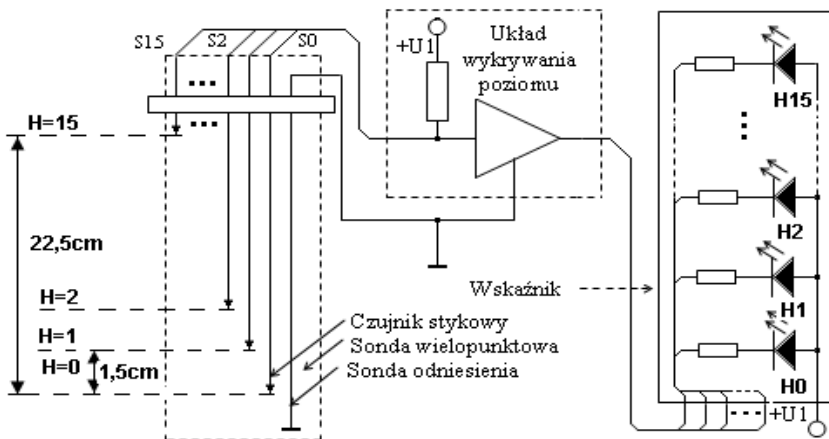 S15
S2
S0
+U1
Układ
wykrywania
poziomu
H15
H=15
H2
22,5cm
Wskaźnik
H=2
H1
H=1
Czujnik stykowy
H=0
1,5cm
Sonda wielopunktowa
Sonda odniesienia
H0
+U1